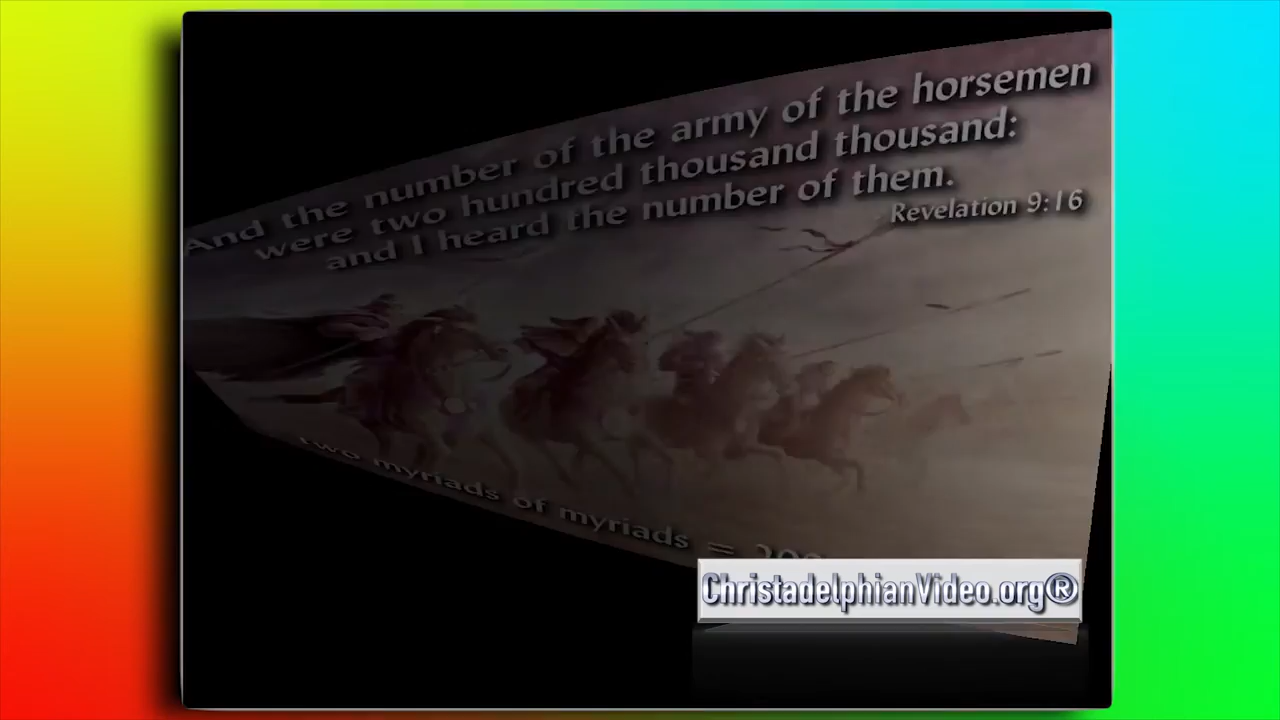 And the number of the army of the horsemen
were two hundred thousand thousand:
and I heard the number of them.
Revelation 9:16
two myriads of myriads =
ChristadelphianVideo.org®